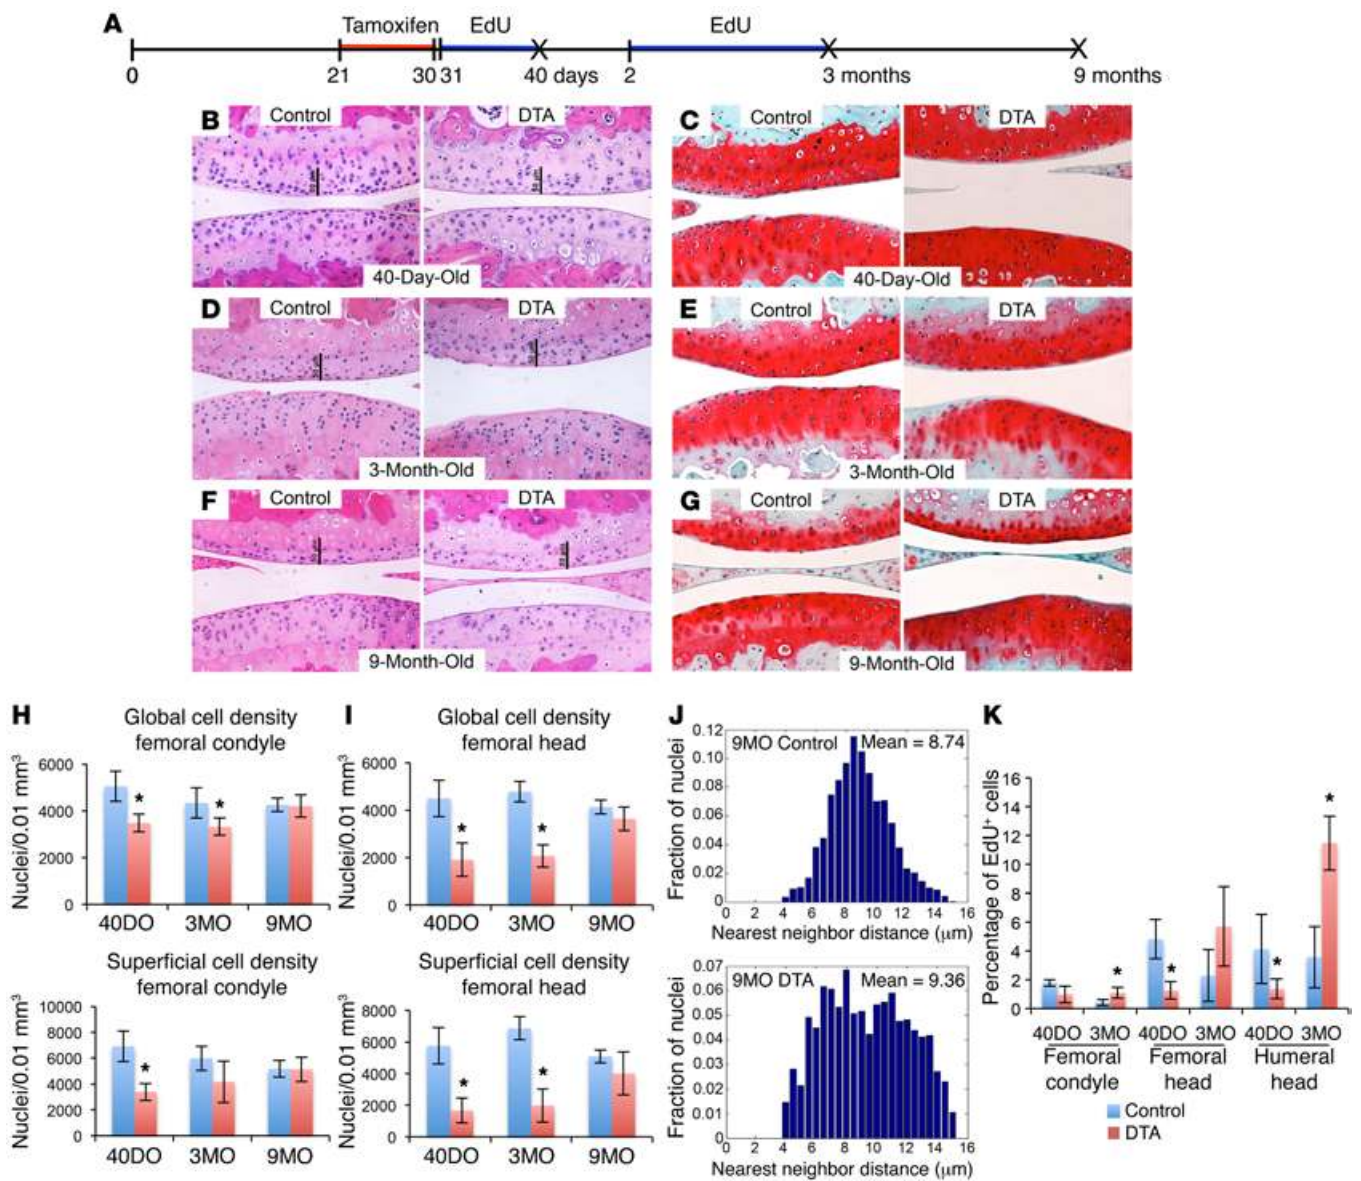 A
Tamoxifen EdU EdU
0 21 30 31 40 days 2 3 months 9 months
B Control DTA
40-Day-Old
C Control DTA
40-Day-Old
D Control DTA
3-Month-Old
E Control DTA
3-Month-Old
F Control DTA
9-Month-Old
G Control DTA
9-Month-Old
H
Global cell density
femoral condyle
Nuclei/0.01 mm³
6000
4000
2000
0
* *
40DO 3MO 9MO
Superficial cell density
femoral condyle
Nuclei/0.01 mm³
10000
8000
6000
4000
2000
0
*
40DO 3MO 9MO
I
Global cell density
femoral head
Nuclei/0.01 mm³
6000
4000
2000
0
* *
40DO 3MO 9MO
Superficial cell density
femoral head
Nuclei/0.01 mm³
8000
6000
4000
2000
0
* *
40DO 3MO 9MO
J
9MO Control Mean = 8.74
Fraction of nuclei
0.12
0.10
0.08
0.06
0.04
0.02
0
0 2 4 6 8 10 12 14 16
Nearest neighbor distance (μm)
9MO DTA Mean = 9.36
Fraction of nuclei
0.07
0.06
0.05
0.04
0.03
0.02
0.01
0
0 2 4 6 8 10 12 14 16
Nearest neighbor distance (μm)
K
Percentage of EdU⁺ cells
16
14
12
10
8
6
4
2
0
* * * *
40DO 3MO 40DO 3MO 40DO 3MO
Femoral condyle
Femoral head
Humeral head
Control
DTA